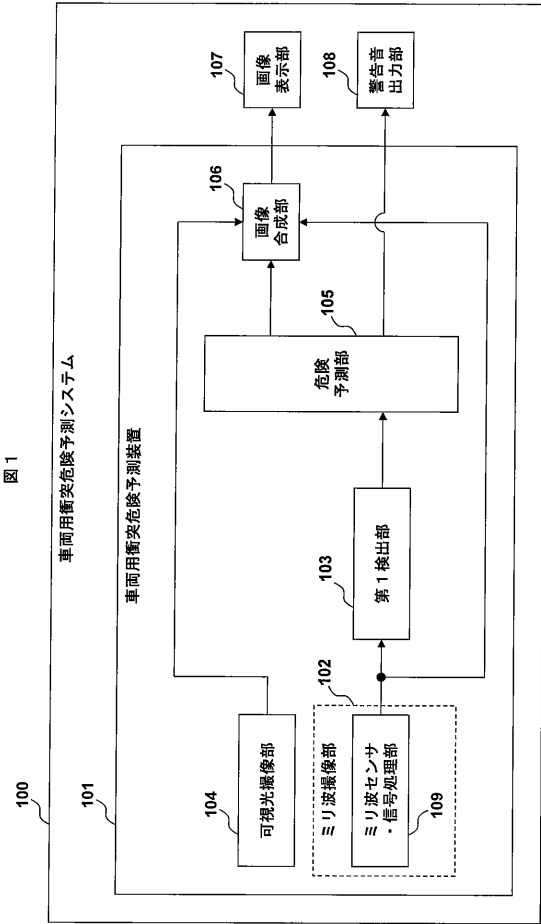 図1
100
車両用衝突危険予測システム
101
車両用衝突危険予測装置
104
可視光撮像部
102
ミリ波撮像部
ミリ波センサ
・信号処理部
109
103
第1検出部
105
危険
予測部
106
画像
合成部
107
画像
表示部
108
警告音
出力部